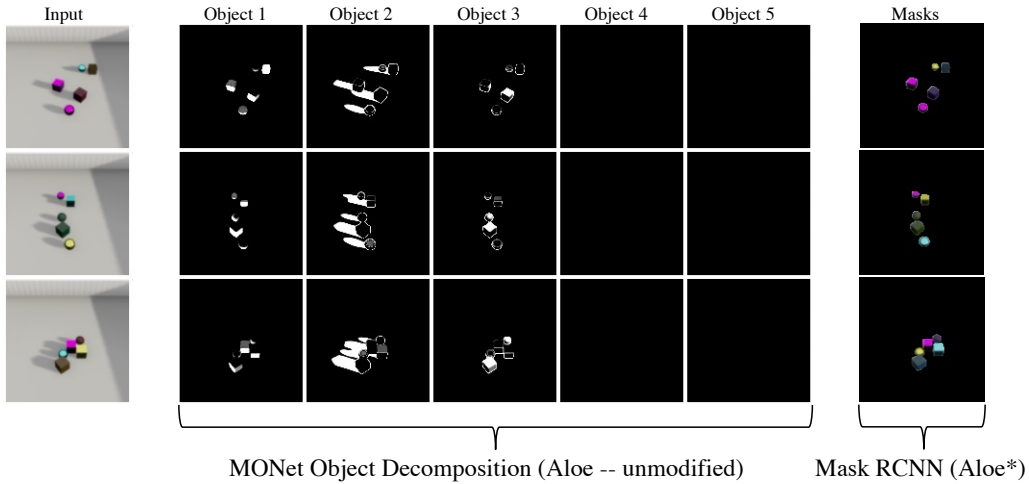 Input Object 1 Object 2 Object 3 Object 4 Object 5 Masks
MONet Object Decomposition (Aloe -- unmodified) Mask RCNN (Aloe*)